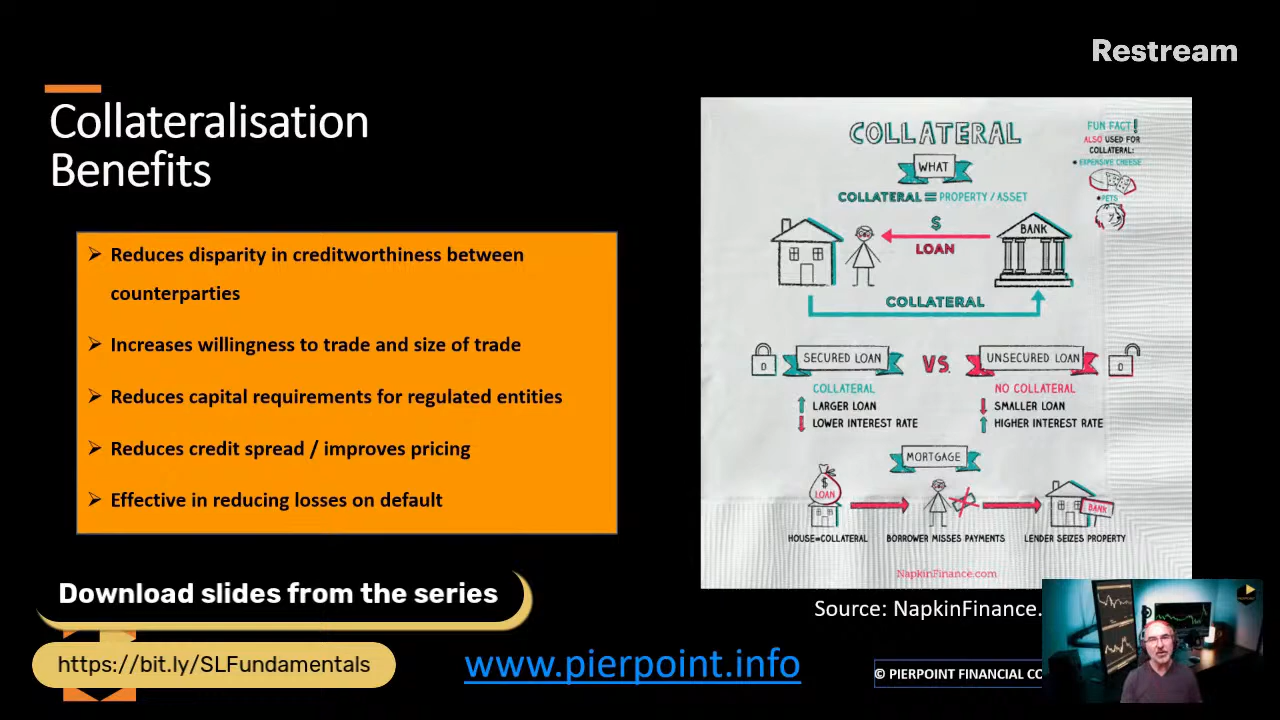 Restream
Collateralisation
Benefits
➢ Reduces disparity in creditworthiness between
counterparties
➢ Increases willingness to trade and size of trade
➢ Reduces capital requirements for regulated entities
➢ Reduces credit spread / improves pricing
➢ Effective in reducing losses on default
COLLATERAL
WHAT
COLLATERAL = PROPERTY/ASSET
FUN FACT!
ALSO USED FOR
COLLATERAL:
• EXPENSIVE CHEESE
• PETS
$
LOAN
BANK
COLLATERAL
SECURED LOAN
VS.
UNSECURED LOAN
COLLATERAL
LARGER LOAN
LOWER INTEREST RATE
NO COLLATERAL
SMALLER LOAN
HIGHER INTEREST RATE
MORTGAGE
$
LOAN
BANK
HOUSE=COLLATERAL
BORROWER MISSES PAYMENTS
LENDER SEIZES PROPERTY
NapkinFinance.com
Source: NapkinFinance.
Download slides from the series
https://bit.ly/SLFundamentals
www.pierpoint.info
© PIERPOINT FINANCIAL CO